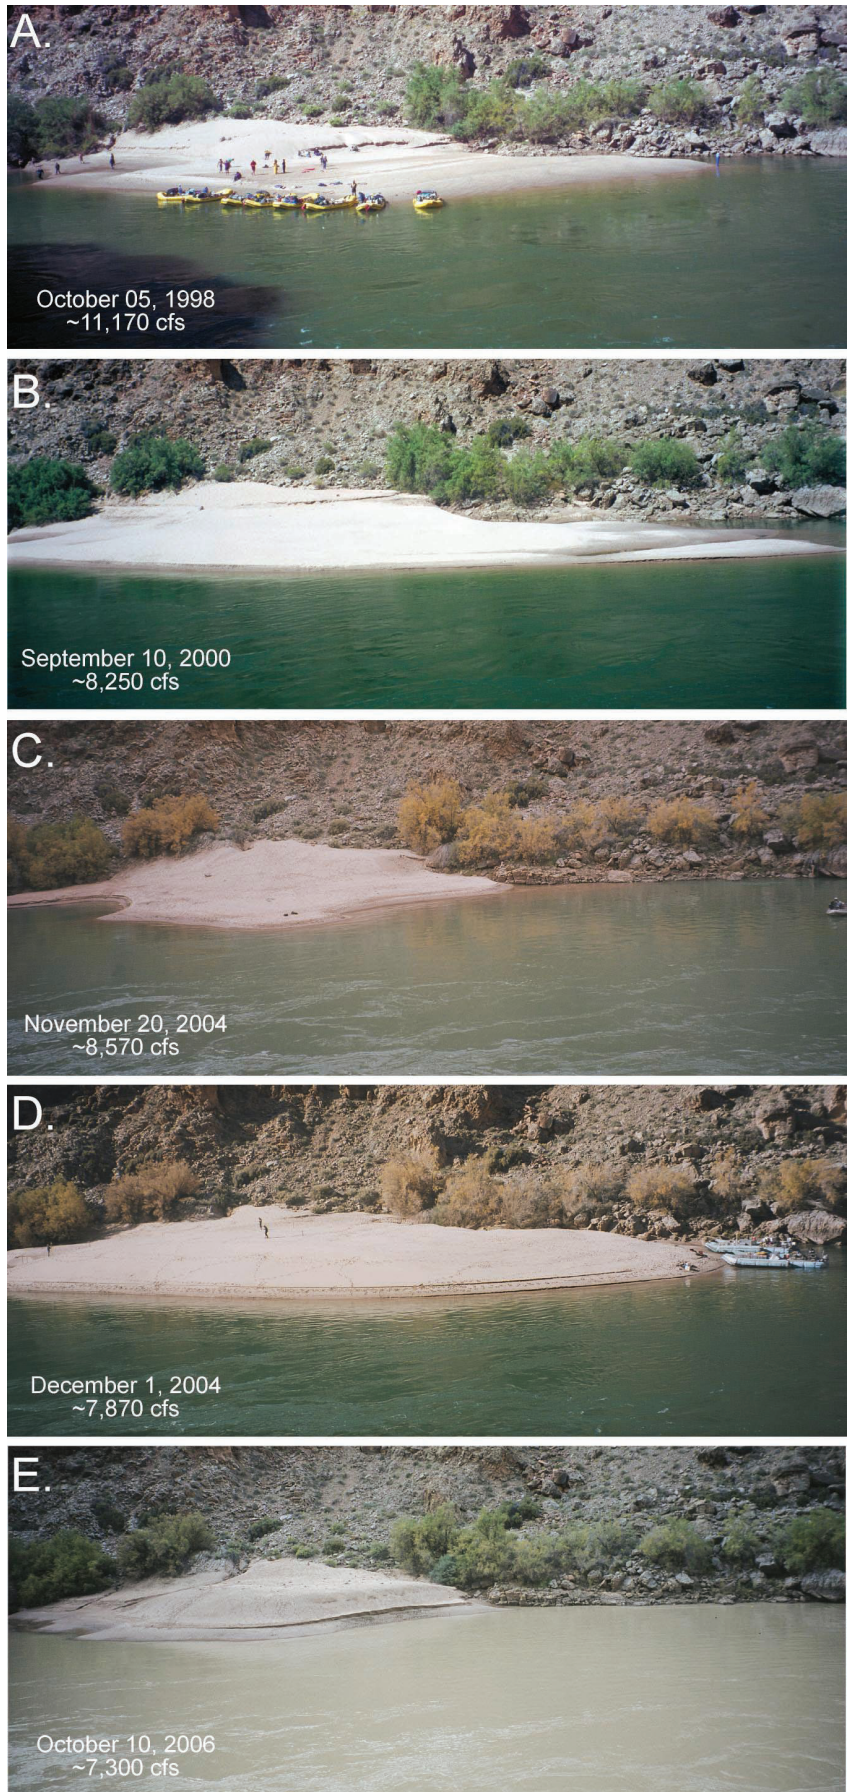 A.
October 05, 1998
~11,170 cfs
B.
September 10, 2000
~8,250 cfs
C.
November 20, 2004
~8,570 cfs
D.
December 1, 2004
~7,870 cfs
E.
October 10, 2006
~7,300 cfs